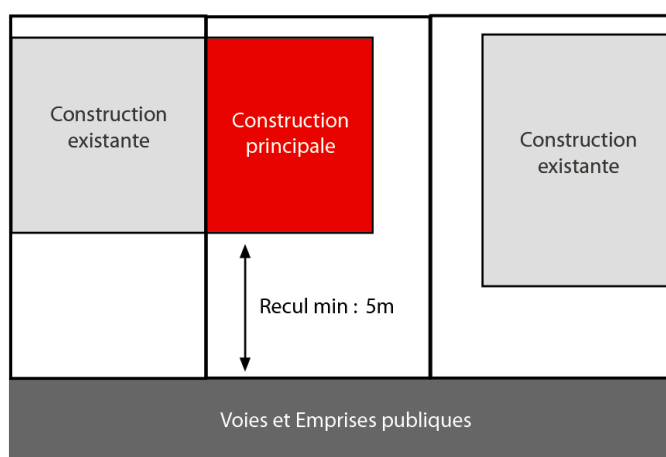 Construction
existante
Construction
principale
Construction
existante
Recul min : 5m
Voies et Emprises publiques